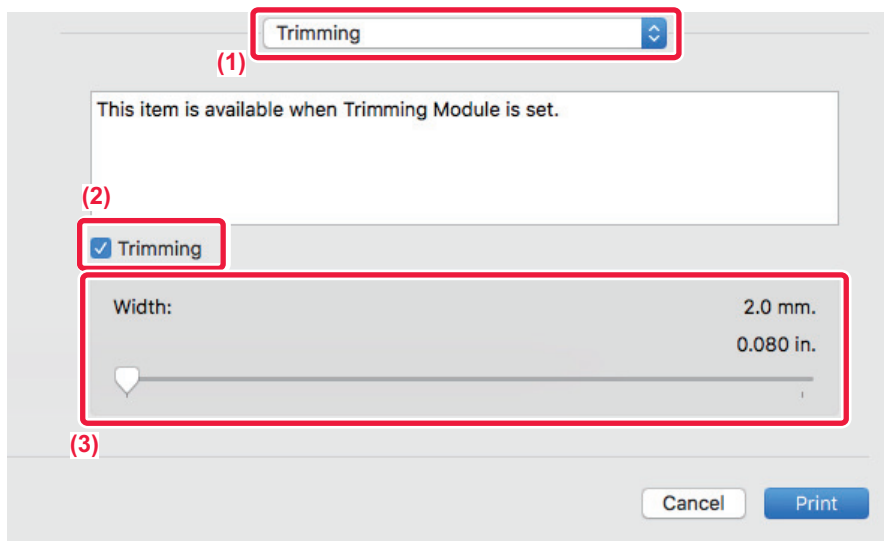 Trimming
(1)
This item is available when Trimming Module is set.
(2)
Trimming
Width: 2.0 mm.
0.080 in.
(3)
Cancel Print